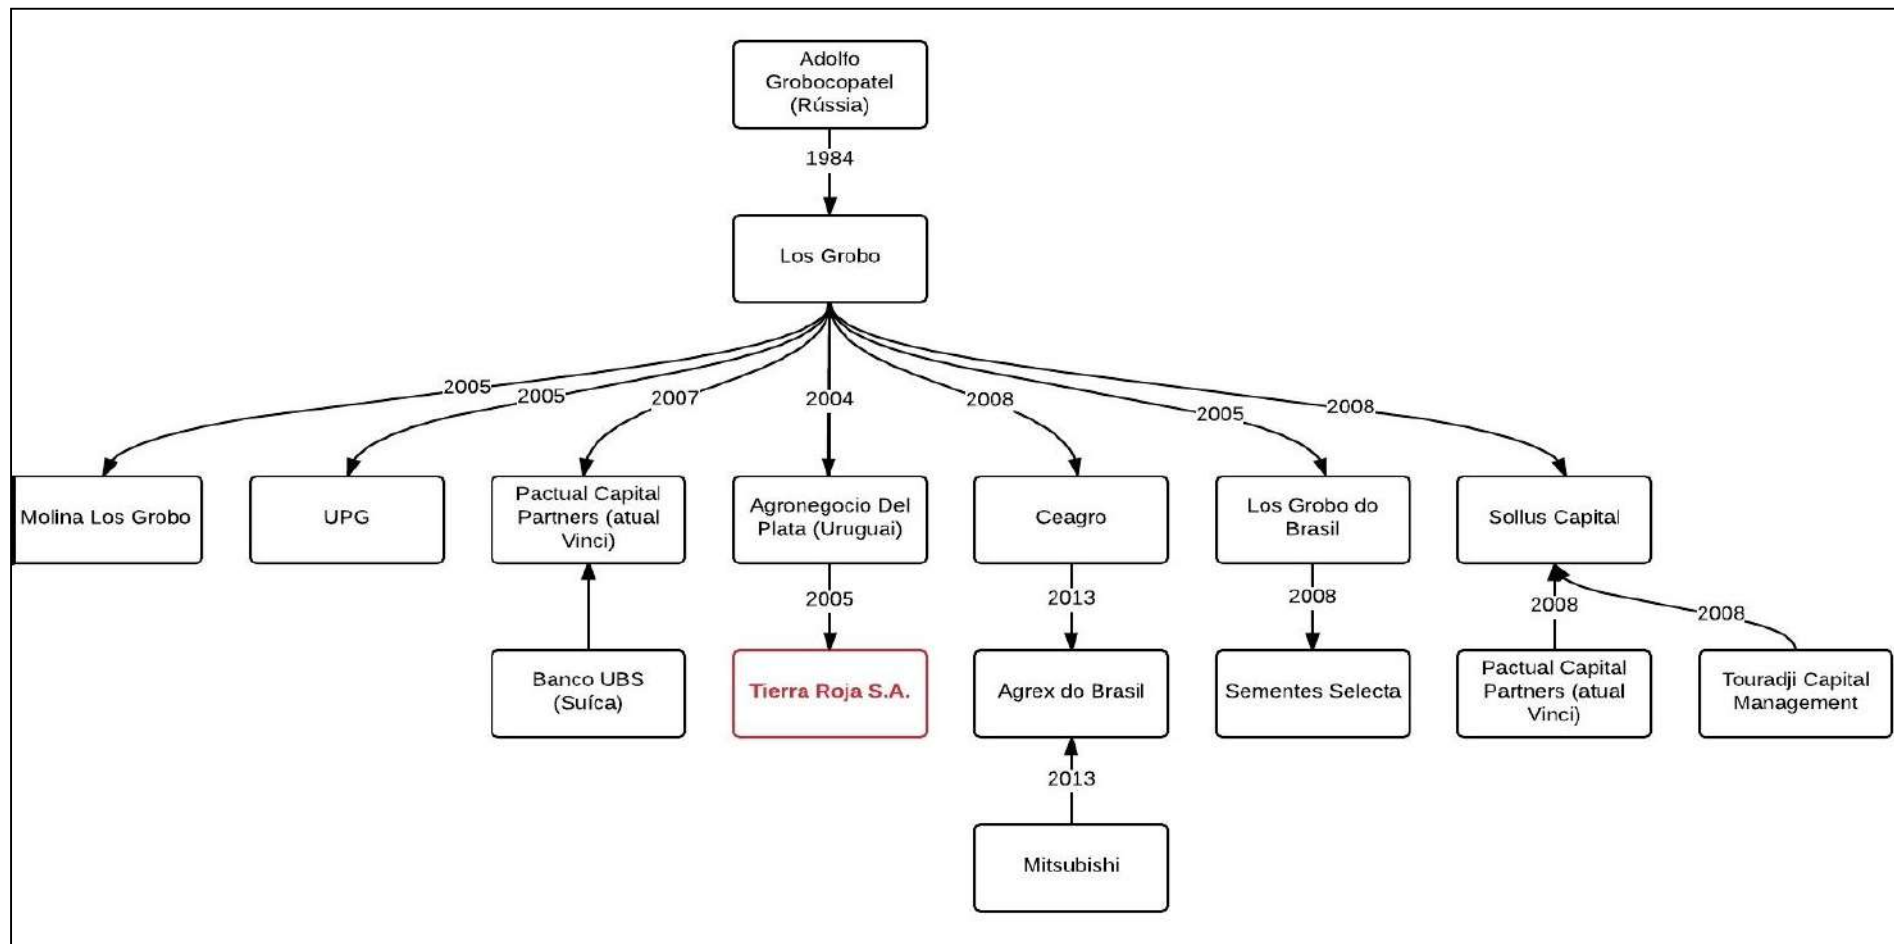 Adolfo
Grobocopatel
(Rússia)
1984
Los Grobo
2005
2005
2007
2004
2008
2005
2008
Molina Los Grobo
UPG
Pactual Capital
Partners (atual
Vinci)
Agronegocio Del
Plata (Uruguai)
Ceagro
Los Grobo do
Brasil
Sollus Capital
2005
2013
2008
2008
2008
Banco UBS
(Suíca)
Tierra Roja S.A.
Agrex do Brasil
Sementes Selecta
Pactual Capital
Partners (atual
Vinci)
Touradji Capital
Management
2013
Mitsubishi